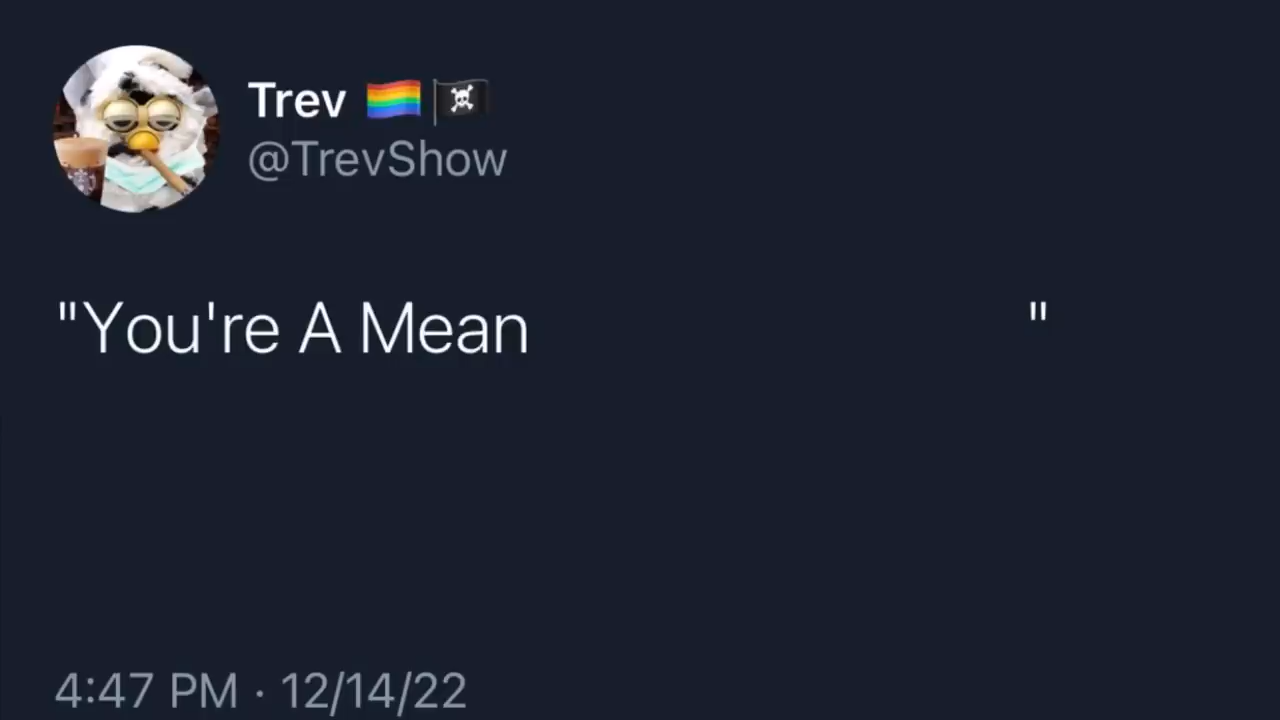 Trev 🏳️‍🌈🏴‍☠️
@TrevShow
"You're A Mean                "
4:47 PM · 12/14/22